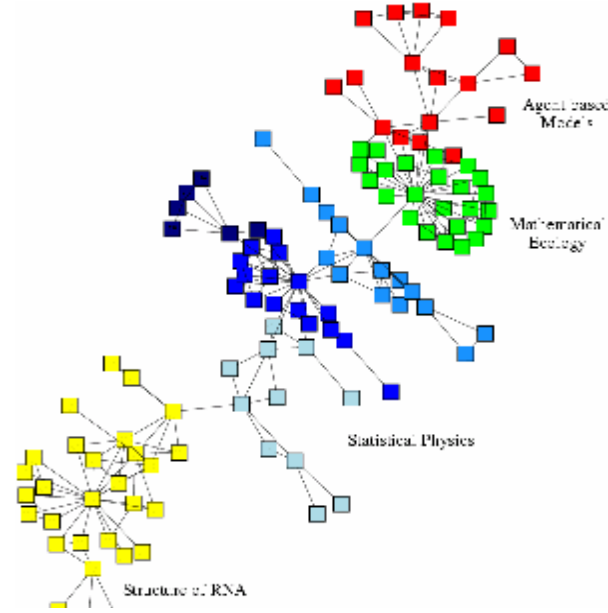 Agent-based
Models
Mathematical
Ecology
Statistical Physics
Structure of RNA